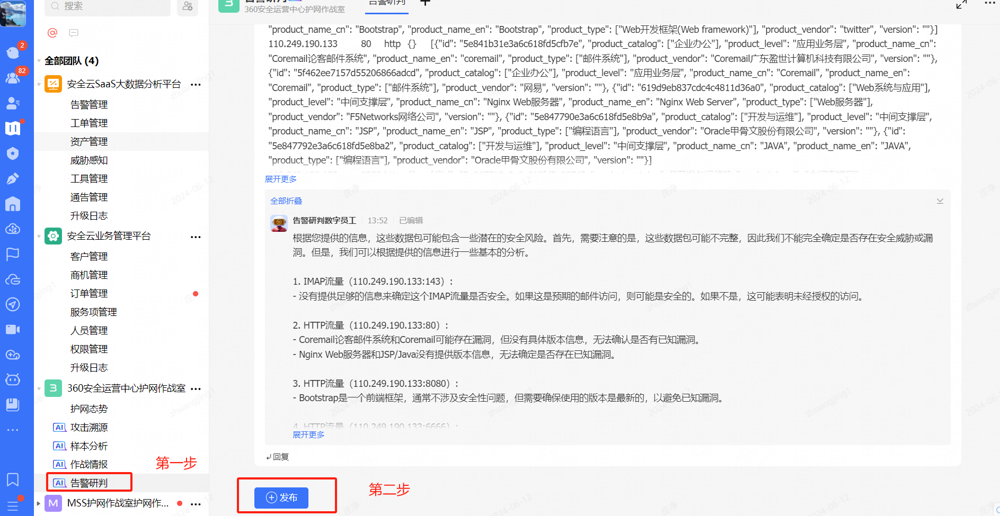 搜索
2
82
全部团队 (4)
安全云SaaS大数据分析平台
告警管理
工单管理
资产管理
威胁感知
工具管理
通告管理
升级日志
安全云业务管理平台
客户管理
商机管理
订单管理
服务项管理
人员管理
权限管理
升级日志
3
360安全运营中心护网作战室
护网态势
AI 攻击溯源
AI 样本分析
AI 作战情报
第一步
AI 告警研判
M MSS护网作战室护网作...
3
告警研判
360安全运营中心护网作战室
告警研判
"product_name_cn": "Bootstrap", "product_name_en": "Bootstrap", "product_type": ["Web开发框架(Web framework)"], "product_vendor": "twitter", "version": ""}]
110.249.190.133 80 http {} [{"id": "5e841b31e3a6c618fd5cfb7e", "product_catalog": ["企业办公"], "product_level": "应用业务层", "product_name_cn":
"Coremail论客邮件系统", "product_name_en": "coremail", "product_type": ["邮件系统"], "product_vendor": "Coremail广东盈世计算机科技有限公司", "version": ""},
{"id": "5f462ee7157d55206866adcd", "product_catalog": ["企业办公"], "product_level": "应用业务层", "product_name_cn": "Coremail", "product_name_en":
"Coremail", "product_type": ["邮件系统"], "product_vendor": "网易", "version": ""}, {"id": "619d9eb837cdc4c4811d36a0", "product_catalog": ["Web系统与应用"],
"product_level": "中间支撑层", "product_name_cn": "Nginx Web服务器", "product_name_en": "Nginx Web Server", "product_type": ["Web服务器"],
"product_vendor": "F5Networks网络公司", "version": ""}, {"id": "5e847790e3a6c618fd5e8b9a", "product_catalog": ["开发与运维"], "product_level": "中间支撑层",
"product_name_cn": "JSP", "product_name_en": "JSP", "product_type": ["编程语言"], "product_vendor": "Oracle甲骨文股份有限公司", "version": ""}, {"id":
"5e847792e3a6c618fd5e8ba2", "product_catalog": ["开发与运维"], "product_level": "中间支撑层", "product_name_cn": "JAVA", "product_name_en": "JAVA",
"product_type": ["编程语言"], "product_vendor": "Oracle甲骨文股份有限公司", "version": ""}]
展开更多
全部折叠
告警研判数字员工 13:52 已编辑
根据您提供的信息，这些数据包可能包含一些潜在的安全风险。首先，需要注意的是，这些数据包可能不完整，因此我们不能完全确定是否存在安全威胁或漏
洞。但是，我们可以根据提供的信息进行一些基本的分析。
1. IMAP流量（110.249.190.133:143）:
- 没有提供足够的信息来确定这个IMAP流量是否安全。如果这是预期的邮件访问，则可能是安全的。如果不是，这可能表明未经授权的访问。
2. HTTP流量（110.249.190.133:80）:
- Coremail论客邮件系统和Coremail可能存在漏洞，但没有具体版本信息，无法确认是否有已知漏洞。
- Nginx Web服务器和JSP/Java没有提供版本信息，无法确定是否存在已知漏洞。
3. HTTP流量（110.249.190.133:8080）:
- Bootstrap是一个前端框架，通常不涉及安全性问题，但需要确保使用的版本是最新的，以避免已知漏洞。
4. HTTP流量（110.249.190.133:6666）:
展开更多
回复
发布
第二步